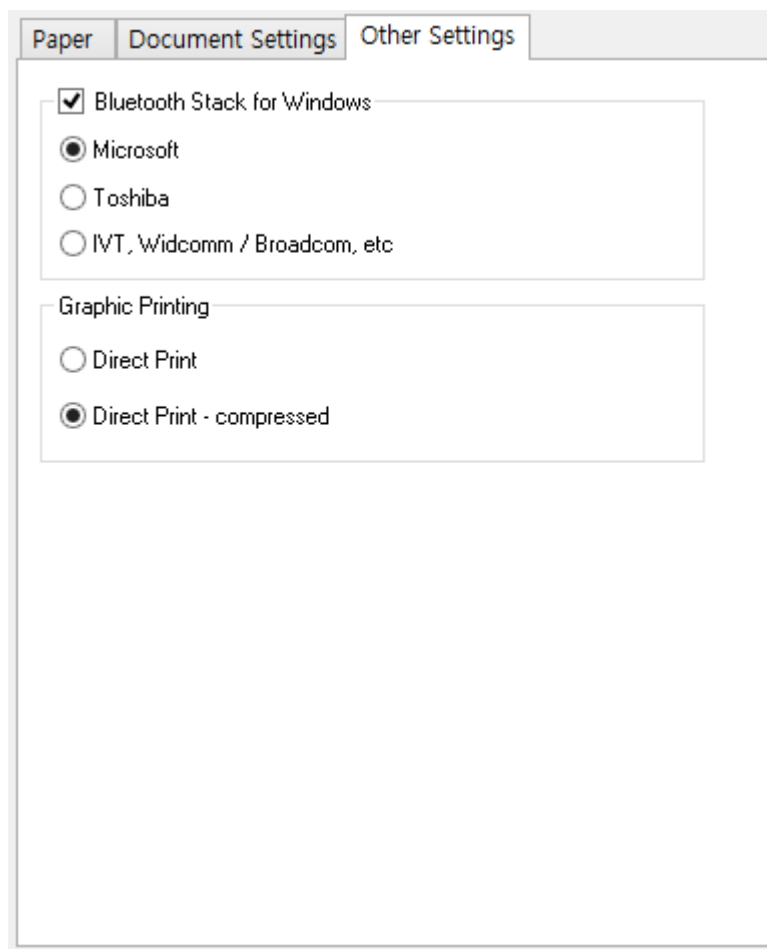 Paper Document Settings Other Settings
Bluetooth Stack for Windows
Microsoft
Toshiba
IVT, Widcomm / Broadcom, etc
Graphic Printing
Direct Print
Direct Print - compressed